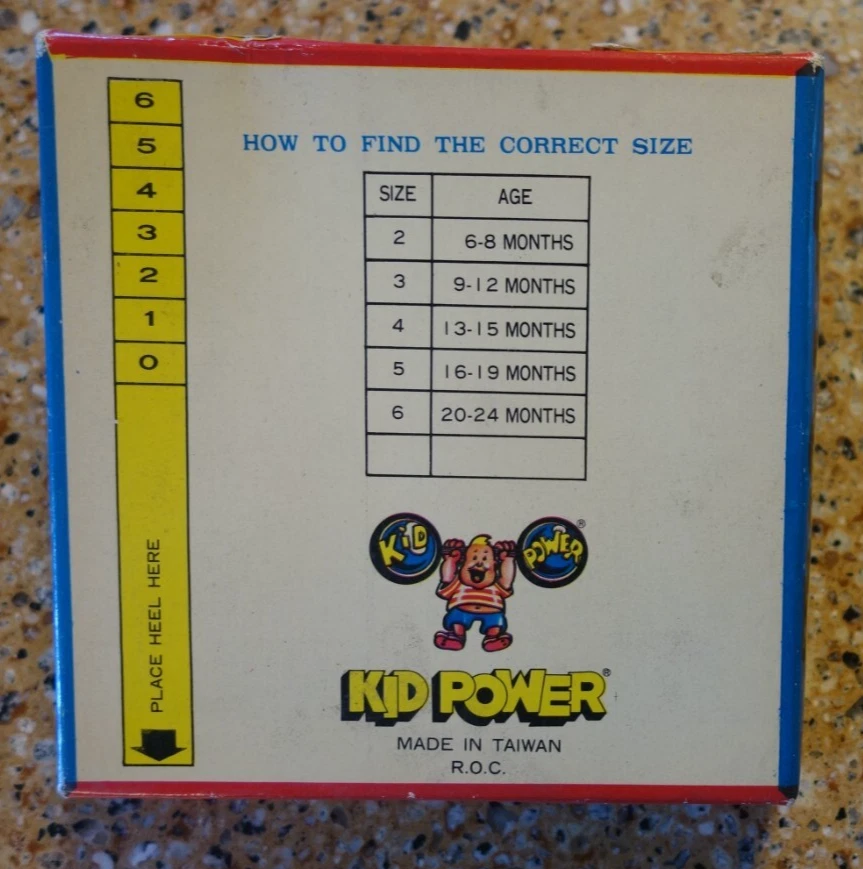 6
5
4
3
2
1
0
PLACE HEEL HERE
HOW TO FIND THE CORRECT SIZE
SIZE AGE
2 6-8 MONTHS
3 9-12 MONTHS
4 13-15 MONTHS
5 16-19 MONTHS
6 20-24 MONTHS
KID POWER®
KID POWER®
MADE IN TAIWAN
R.O.C.